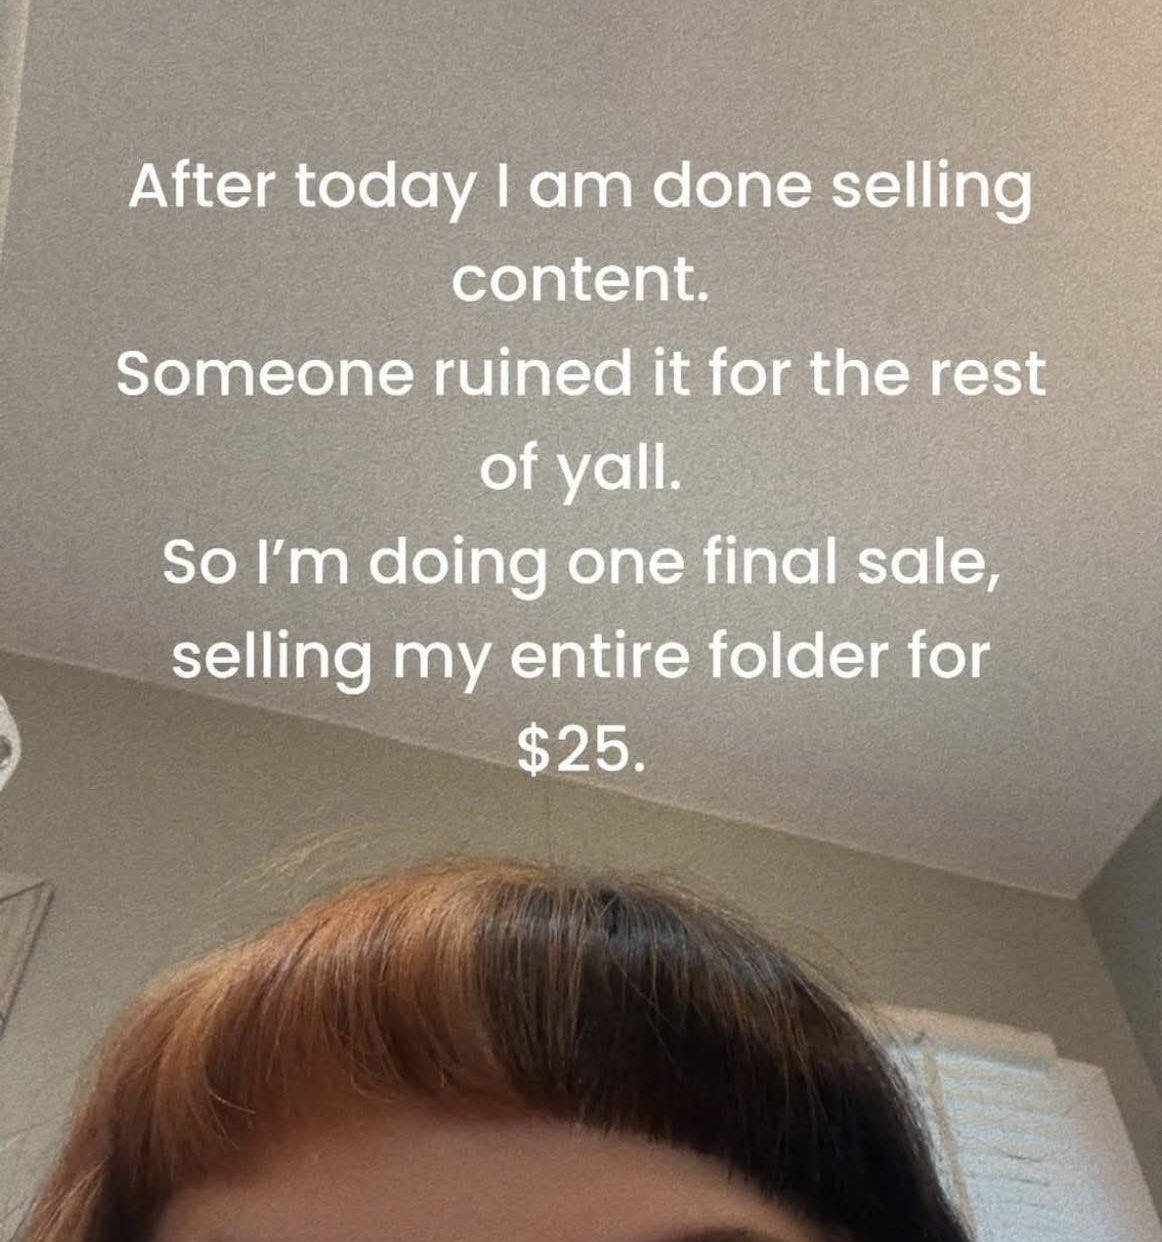 After today I am done selling
content.
Someone ruined it for the rest
of yall.
So I’m doing one final sale,
selling my entire folder for
$25.